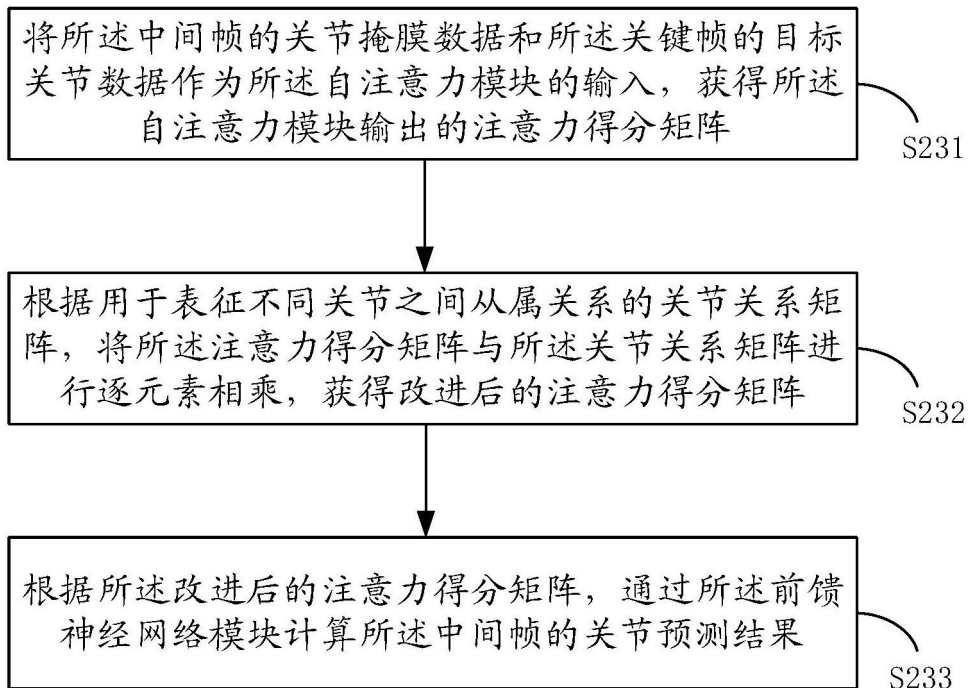 将所述中间帧的关节掩膜数据和所述关键帧的目标
关节数据作为所述自注意力模块的输入，获得所述
自注意力模块输出的注意力得分矩阵
S231
根据用于表征不同关节之间从属关系的关节关系矩
阵，将所述注意力得分矩阵与所述关节关系矩阵进
行逐元素相乘，获得改进后的注意力得分矩阵
S232
根据所述改进后的注意力得分矩阵，通过所述前馈
神经网络模块计算所述中间帧的关节预测结果
S233